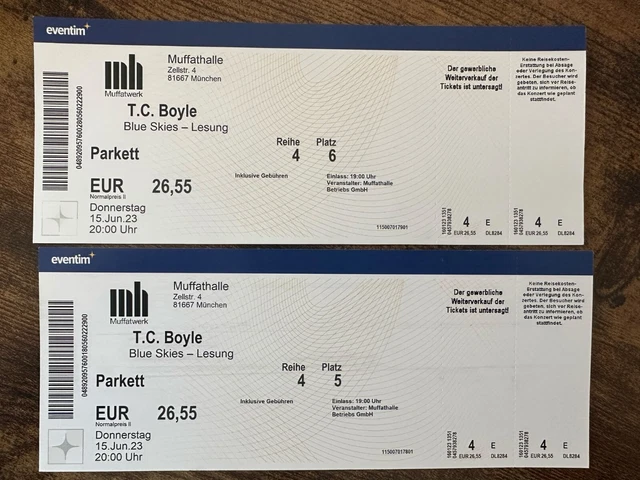 eventim
mh
Muffatwerk
Muffathalle
Zellstr. 4
81667 München
T.C. Boyle
Blue Skies – Lesung
Reihe Platz
4 6
Parkett
EUR 26,55
Normalpreis II
Inklusive Gebühren
Einlass: 19:00 Uhr
Veranstalter: Muffathalle
Betriebs GmbH
Donnerstag
15.Jun.23
20:00 Uhr
115007017801
Der gewerbliche
Weiterverkauf der
Tickets ist untersagt!
Keine Reisekosten-
Erstattung bei Absage
oder Verlegung des Kon-
zertes. Der Besucher wird
gebeten, sich vor Reise-
antritt zu informieren, ob
das Konzert wie geplant
stattfindet.
4 E
EUR 26,55 DL8284
4 E
EUR 26,55 DL8284
eventim
mh
Muffatwerk
Muffathalle
Zellstr. 4
81667 München
T.C. Boyle
Blue Skies – Lesung
Reihe Platz
4 5
Parkett
EUR 26,55
Normalpreis II
Inklusive Gebühren
Einlass: 19:00 Uhr
Veranstalter: Muffathalle
Betriebs GmbH
Donnerstag
15.Jun.23
20:00 Uhr
115007017801
Der gewerbliche
Weiterverkauf der
Tickets ist untersagt!
Keine Reisekosten-
Erstattung bei Absage
oder Verlegung des Kon-
zertes. Der Besucher wird
gebeten, sich vor Reise-
antritt zu informieren, ob
das Konzert wie geplant
stattfindet.
4 E
EUR 26,55 DL8284
4 E
EUR 26,55 DL8284